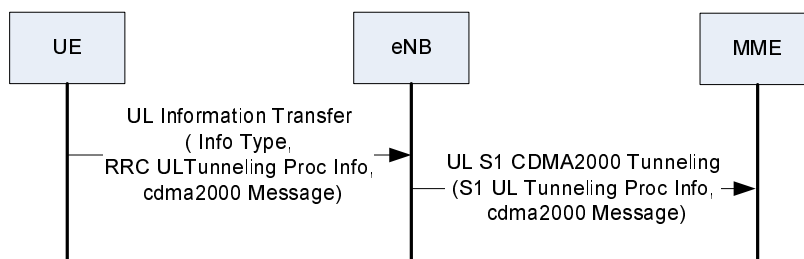 UE
eNB
MME
UL Information Transfer
( Info Type,
RRC ULTunneling Proc Info,
cdma2000 Message)
UL S1 CDMA2000 Tunneling
(S1 UL Tunneling Proc Info,
cdma2000 Message)